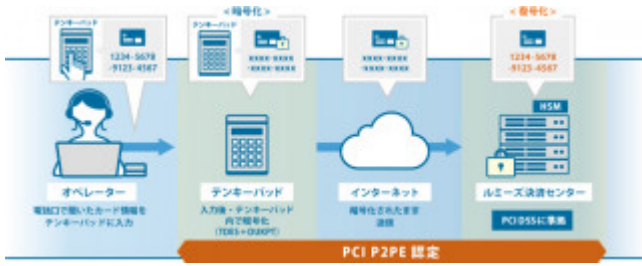 <暗号化>
<復号化>
テンキーパッド
1234-5678
-9123-4567
テンキーパッド
xxxx-xxxx
-xxxx-xxxx
xxxx-xxxx
-xxxx-xxxx
1234-5678
-9123-4567
HSM
オペレーター
電話口で聞いたカード情報を
テンキーパッドに入力
テンキーパッド
入力後・テンキーパッド
内で暗号化
(TDES+DUKPT)
インターネット
暗号化されたまま
送信
ルミーズ決済センター
PCI DSSに準拠
PCI P2PE 認定